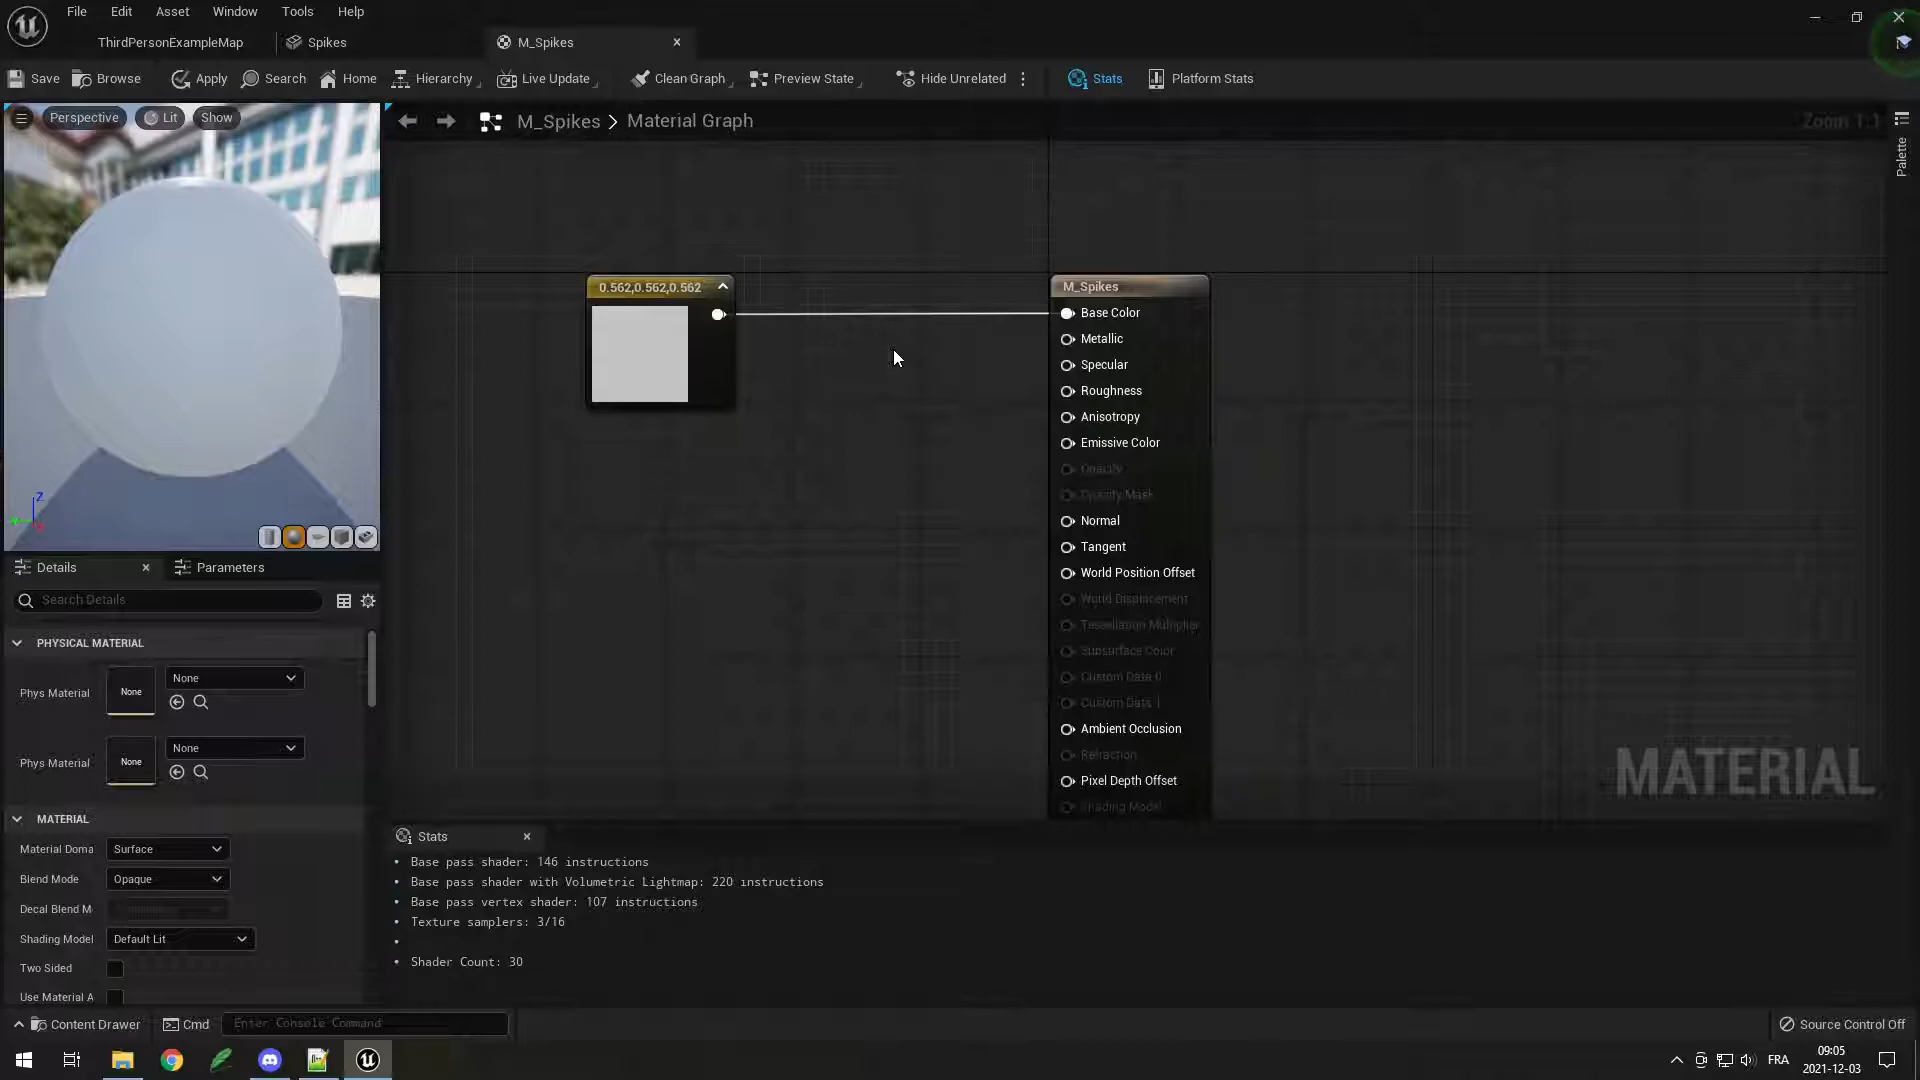 File Edit Asset Window Tools Help
ThirdPersonExampleMap Spikes M_Spikes
Save Browse Apply Search Home Hierarchy Live Update Clean Graph Preview State Hide Unrelated Stats Platform Stats
Perspective Lit Show
M_Spikes > Material Graph
Zoom 1:1
Palette
0.562,0.562,0.562
M_Spikes
Base Color
Metallic
Specular
Roughness
Anisotropy
Emissive Color
Opacity
Opacity Mask
Normal
Tangent
World Position Offset
World Displacement
Tessellation Multiplier
Subsurface Color
Custom Data 0
Custom Data 1
Ambient Occlusion
Refraction
Pixel Depth Offset
Shading Model
MATERIAL
Z
Details Parameters
Search Details
PHYSICAL MATERIAL
Phys Material None None
Phys Material None None
MATERIAL
Material Doma Surface
Blend Mode Opaque
Decal Blend M
Shading Model Default Lit
Two Sided
Use Material A
Stats
• Base pass shader: 146 instructions
• Base pass shader with Volumetric Lightmap: 220 instructions
• Base pass vertex shader: 107 instructions
• Texture samplers: 3/16
•
• Shader Count: 30
Content Drawer Cmd Enter Console Command Source Control Off
FRA
09:05
2021-12-03